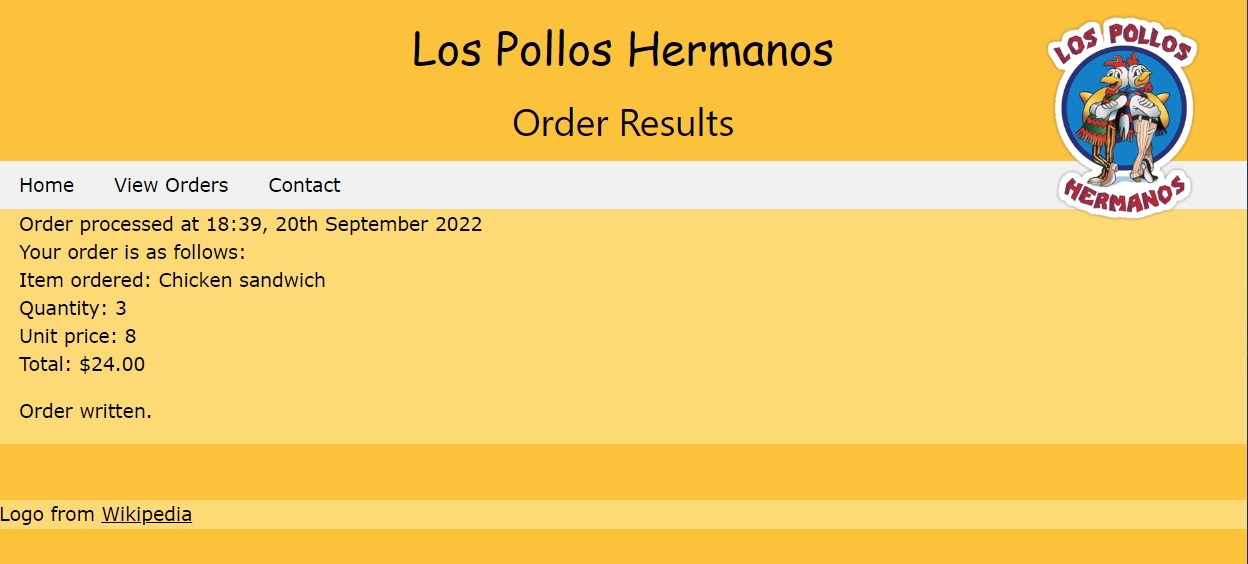 Los Pollos Hermanos
LOS POLLOS
HERMANOS
Order Results
Home View Orders Contact
Order processed at 18:39, 20th September 2022
Your order is as follows:
Item ordered: Chicken sandwich
Quantity: 3
Unit price: 8
Total: $24.00
Order written.
Logo from Wikipedia